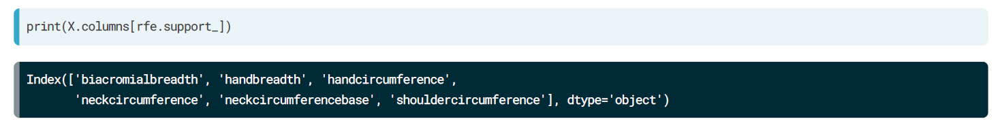 print(X.columns[rfe.support_])
Index(['biacromialbreadth', 'handbreadth', 'handcircumference',
       'neckcircumference', 'neckcircumferencebase', 'shouldercircumference'], dtype='object')